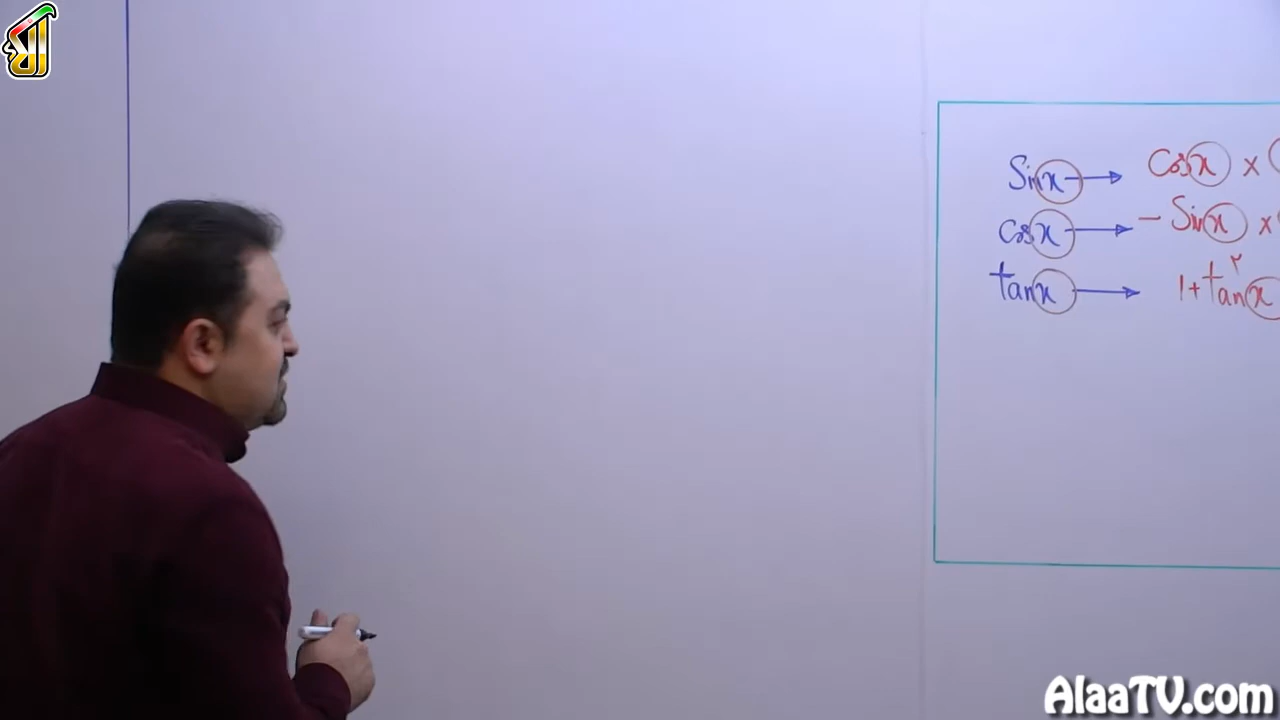 sinx → cosx ×
cosx → - sinx ×
tanx → 1 + tan²x
AlaaTV.com